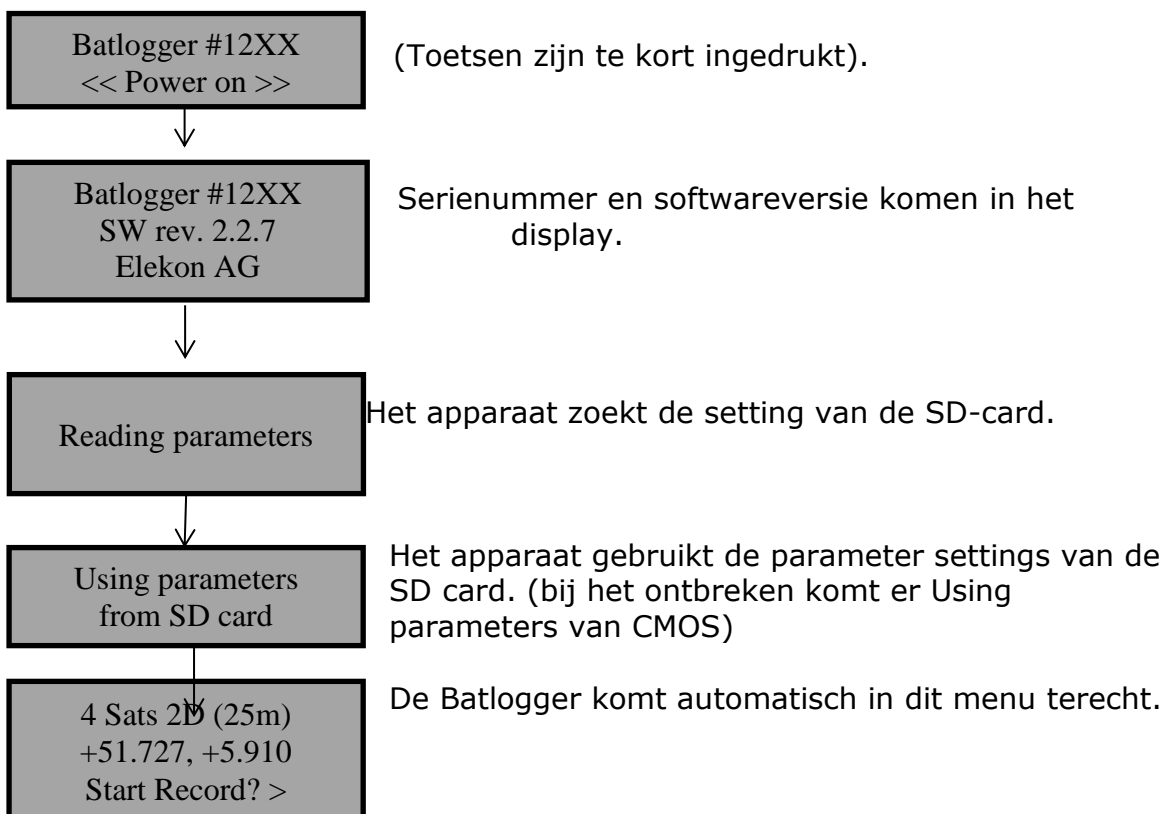 Batlogger #12XX
<< Power on >>
(Toetsen zijn te kort ingedrukt).
Batlogger #12XX
SW rev. 2.2.7
Elekon AG
Serienummer en softwareversie komen in het
display.
Reading parameters
Het apparaat zoekt de setting van de SD-card.
Using parameters
from SD card
Het apparaat gebruikt de parameter settings van de
SD card. (bij het ontbreken komt er Using
parameters van CMOS)
4 Sats 2D (25m)
+51.727, +5.910
Start Record? >
De Batlogger komt automatisch in dit menu terecht.